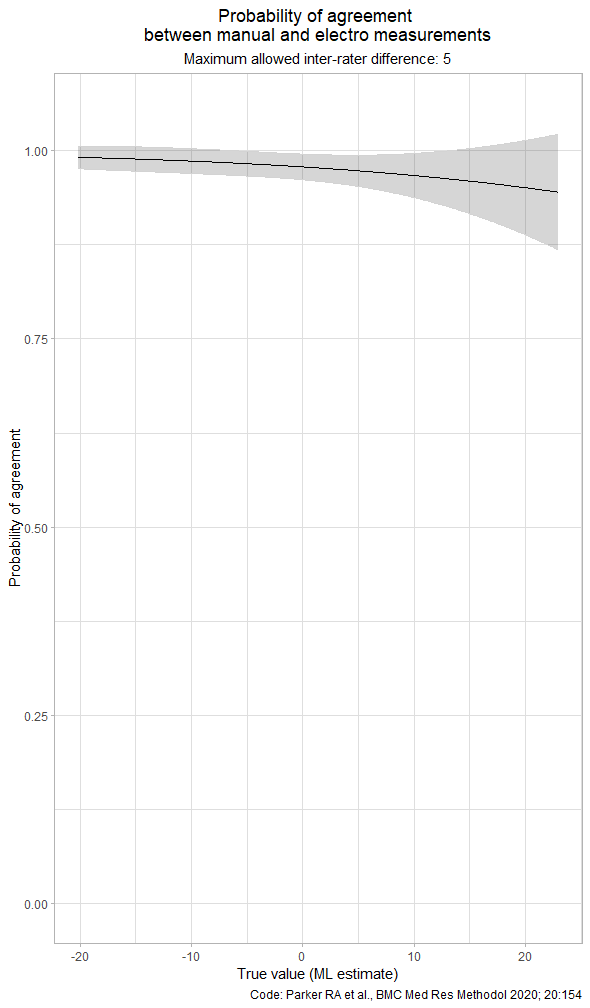 Probability of agreement
between manual and electro measurements
Maximum allowed inter-rater difference: 5
Probability of agreement
1.00
0.75
0.50
0.25
0.00
-20
-10
0
10
20
True value (ML estimate)
Code: Parker RA et al., BMC Med Res Methodol 2020; 20:154